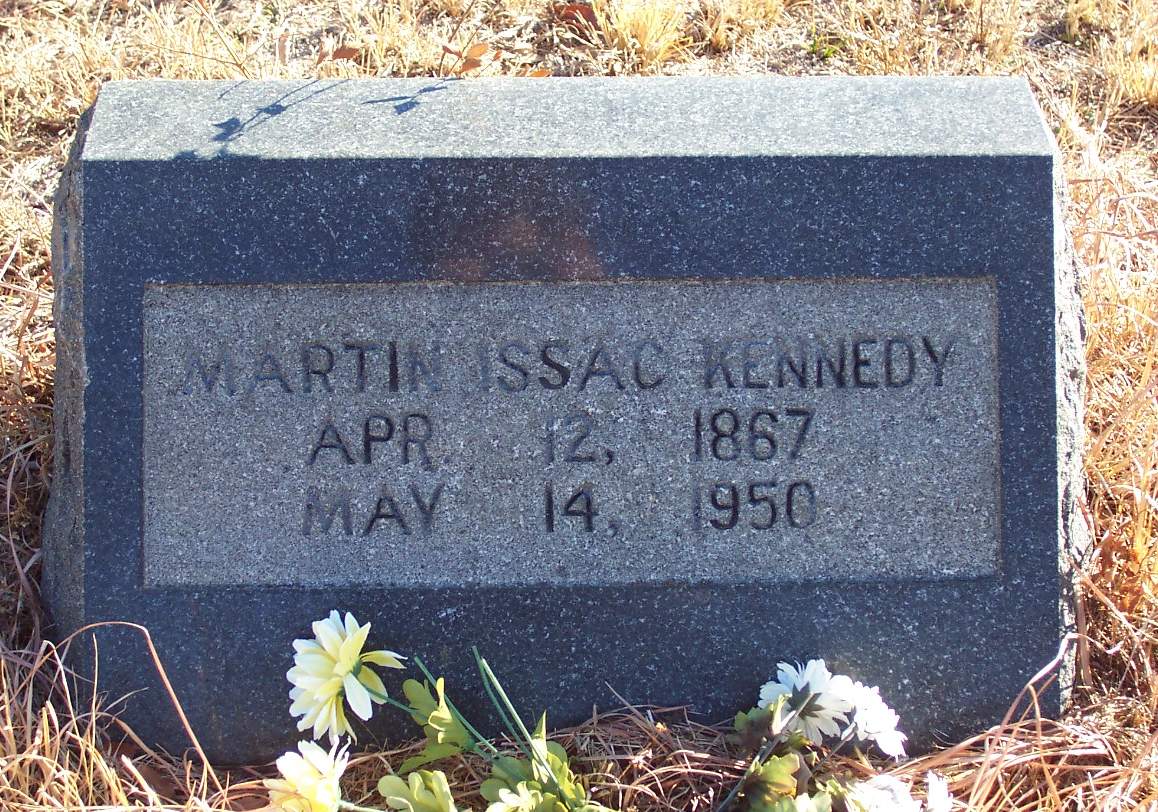 MARTIN ISSAC KENNEDY
APR. 12, 1867
MAY 14, 1950